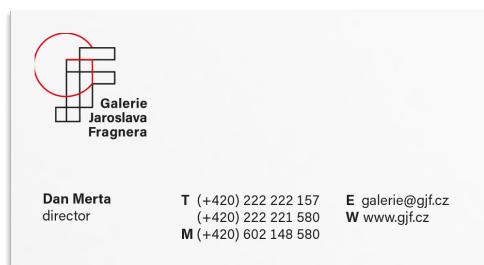 Galerie
Jaroslava
Fragnera
Dan Merta
director
T (+420) 222 222 157
(+420) 222 221 580
M (+420) 602 148 580
E galerie@gjf.cz
W www.gjf.cz